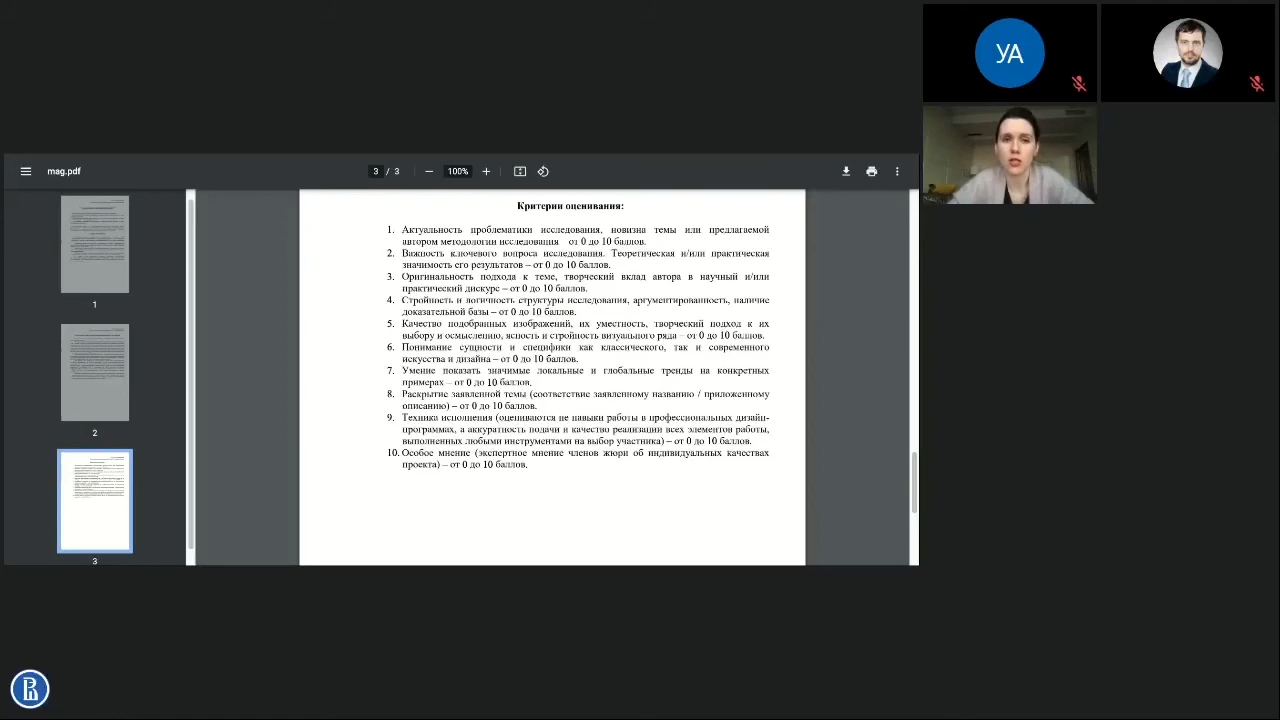 УА
mag.pdf
3 / 3
100%
1
2
3
Критерии оценивания:
1. Актуальность проблематики исследования, новизна темы или предлагаемой
автором методологии исследования от 0 до 10 баллов.
2. Важность ключевого вопроса исследования. Теоретическая и/или практическая
значимость его результатов – от 0 до 10 баллов.
3. Оригинальность подхода к теме, творческий вклад автора в научный и/или
практический дискурс – от 0 до 10 баллов.
4. Стройность и логичность структуры исследования, аргументированность, наличие
доказательной базы – от 0 до 10 баллов.
5. Качество подобранных изображений, их уместность, творческий подход к их
выбору и осмыслению, ясность и стройность визуального ряда – от 0 до 10 баллов.
6. Понимание сущности и специфики как классического, так и современного
искусства и дизайна – от 0 до 10 баллов.
7. Умение показать значимые локальные и глобальные тренды на конкретных
примерах – от 0 до 10 баллов.
8. Раскрытие заявленной темы (соответствие заявленному названию / приложенному
описанию) – от 0 до 10 баллов.
9. Техника исполнения (оцениваются не навыки работы в профессиональных дизайн-
программах, а аккуратность подачи и качество реализации всех элементов работы,
выполненных любыми инструментами на выбор участника) – от 0 до 10 баллов.
10. Особое мнение (экспертное мнение членов жюри об индивидуальных качествах
проекта) – от 0 до 10 баллов.